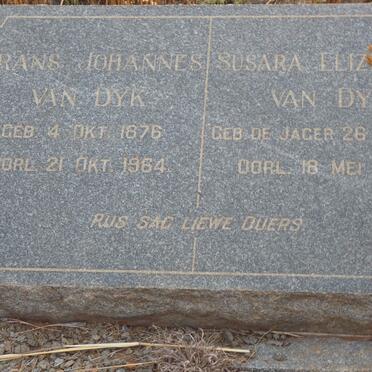 RANS JOHANNES
VAN DYK
GEB. 4 OKT. 1876
OORL. 21 OKT. 1964.
SUSARA ELIZ
VAN DY
GEB DE JAGER 26
OORL. 18 MEI
RUS SAG LIEWE OUERS